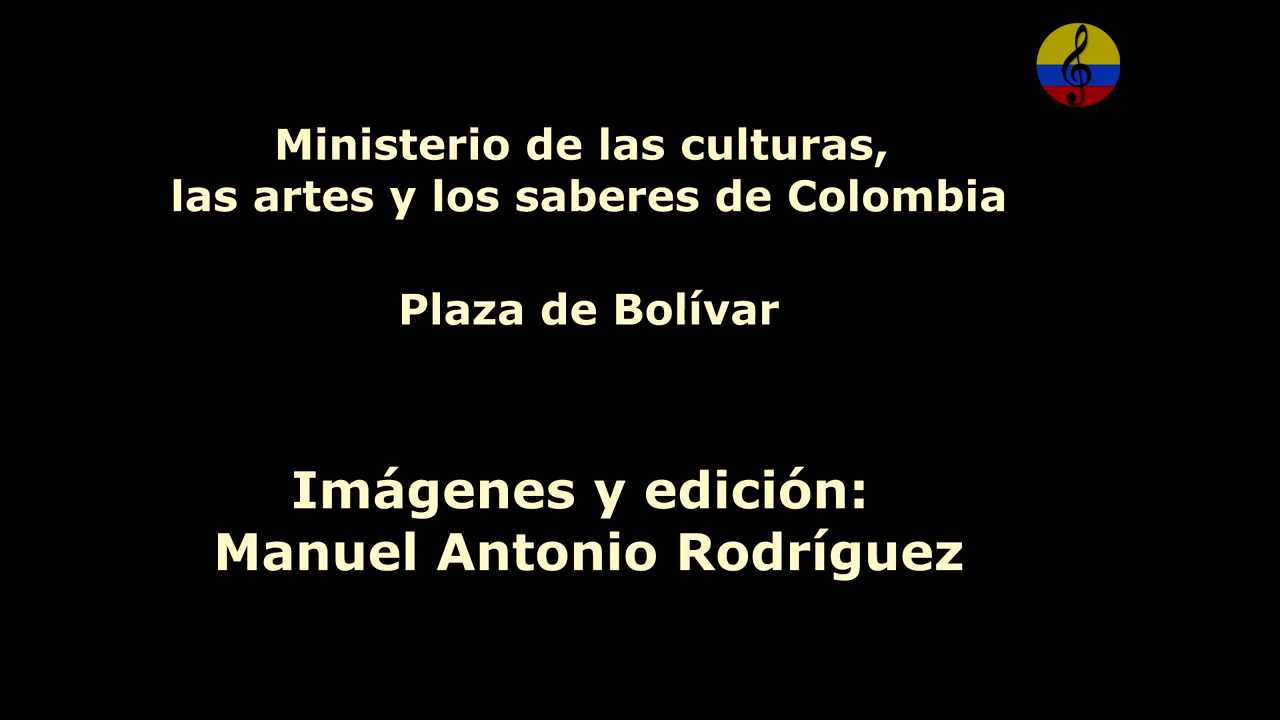 Ministerio de las culturas,
las artes y los saberes de Colombia
Plaza de Bolívar
Imágenes y edición:
Manuel Antonio Rodríguez